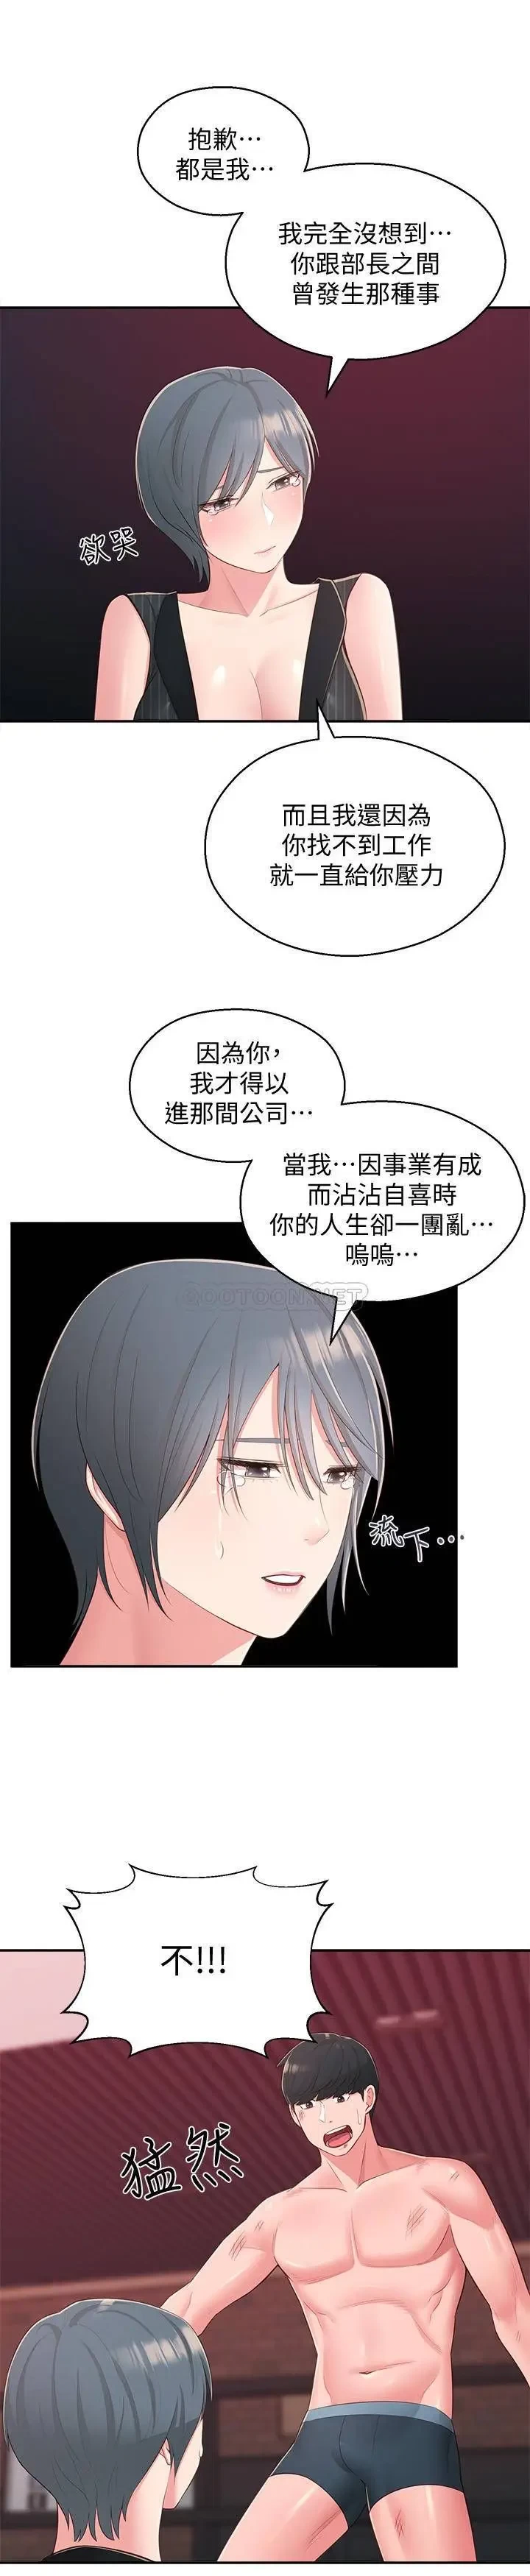 抱歉⋯
都是我⋯
我完全沒想到⋯
你跟部長之間
曾發生那種事
欲哭
而且我還因為
你找不到工作
就一直給你壓力
因為你，
我才得以
進那間公司⋯
當我⋯因事業有成
而沾沾自喜時
你的人生卻一團亂⋯
嗚嗚⋯
流下⋯
不!!!
猛然